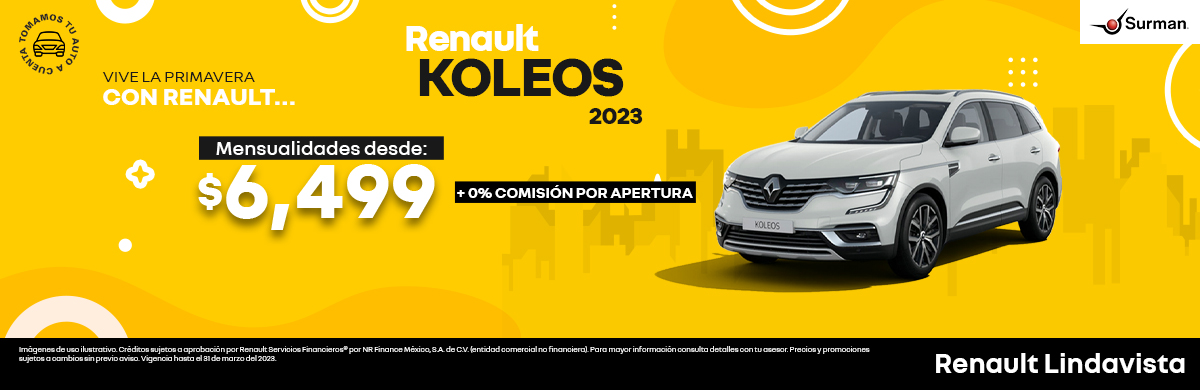 TOMAMOS TU AUTO A CUENTA
VIVE LA PRIMAVERA
CON RENAULT...
Renault
KOLEOS
2023
Mensualidades desde:
$6,499
+ 0% COMISIÓN POR APERTURA
Surman
KOLEOS
Imágenes de uso ilustrativo. Créditos sujetos a aprobación por Renault Servicios Financieros® por NR Finance México, S.A. de C.V. (entidad comercial no financiera). Para mayor información consulta detalles con tu asesor. Precios y promociones
sujetos a cambios sin previo aviso. Vigencia hasta el 31 de marzo del 2023.
Renault Lindavista